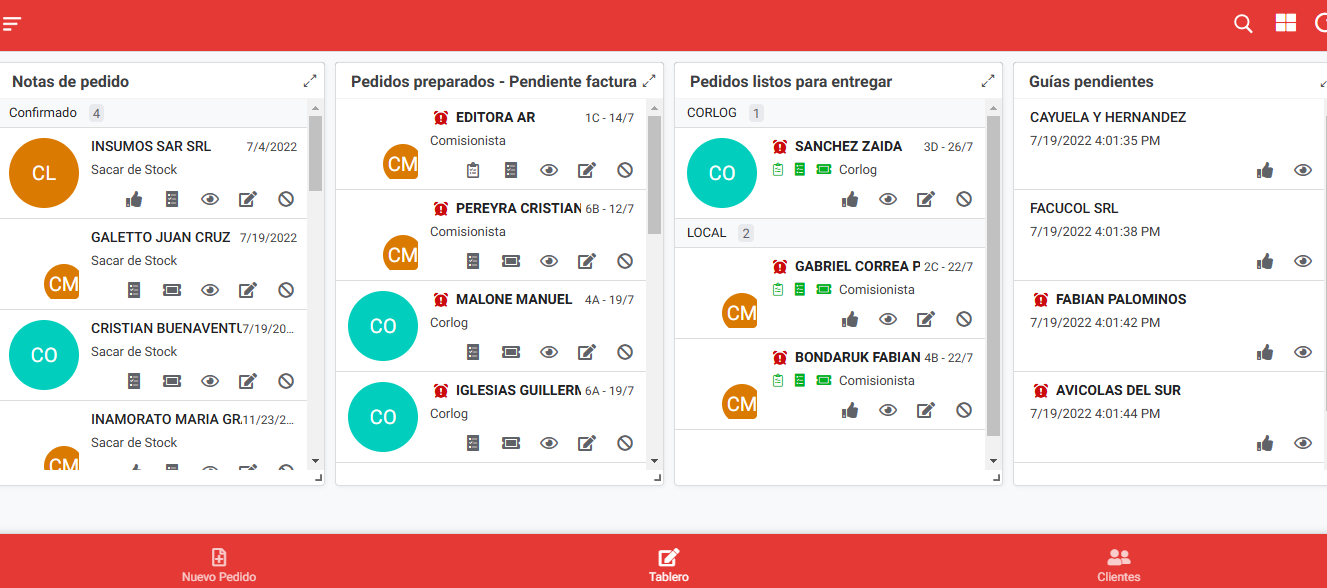 Notas de pedido
Confirmado 4
CL
INSUMOS SAR SRL 7/4/2022
Sacar de Stock
GALETTO JUAN CRUZ 7/19/2022
Sacar de Stock
CM
CRISTIAN BUENAVENTU 7/19/20...
CO
Sacar de Stock
INAMORATO MARIA GR. 11/23/2...
Sacar de Stock
CM
Pedidos preparados - Pendiente factura
EDITORA AR 1C - 14/7
Comisionista
CM
PEREYRA CRISTIAN 6B - 12/7
Comisionista
CM
MALONE MANUEL 4A - 19/7
CO
Corlog
IGLESIAS GUILLERM 6A - 19/7
CO
Corlog
Pedidos listos para entregar
CORLOG 1
SANCHEZ ZAIDA 3D - 26/7
CO
Corlog
LOCAL 2
GABRIEL CORREA P 2C - 22/7
Comisionista
CM
BONDARUK FABIAN 4B - 22/7
Comisionista
CM
Guías pendientes
CAYUELA Y HERNANDEZ
7/19/2022 4:01:35 PM
FACUCOL SRL
7/19/2022 4:01:38 PM
FABIAN PALOMINOS
7/19/2022 4:01:42 PM
AVICOLAS DEL SUR
7/19/2022 4:01:44 PM
Nuevo Pedido
Tablero
Clientes